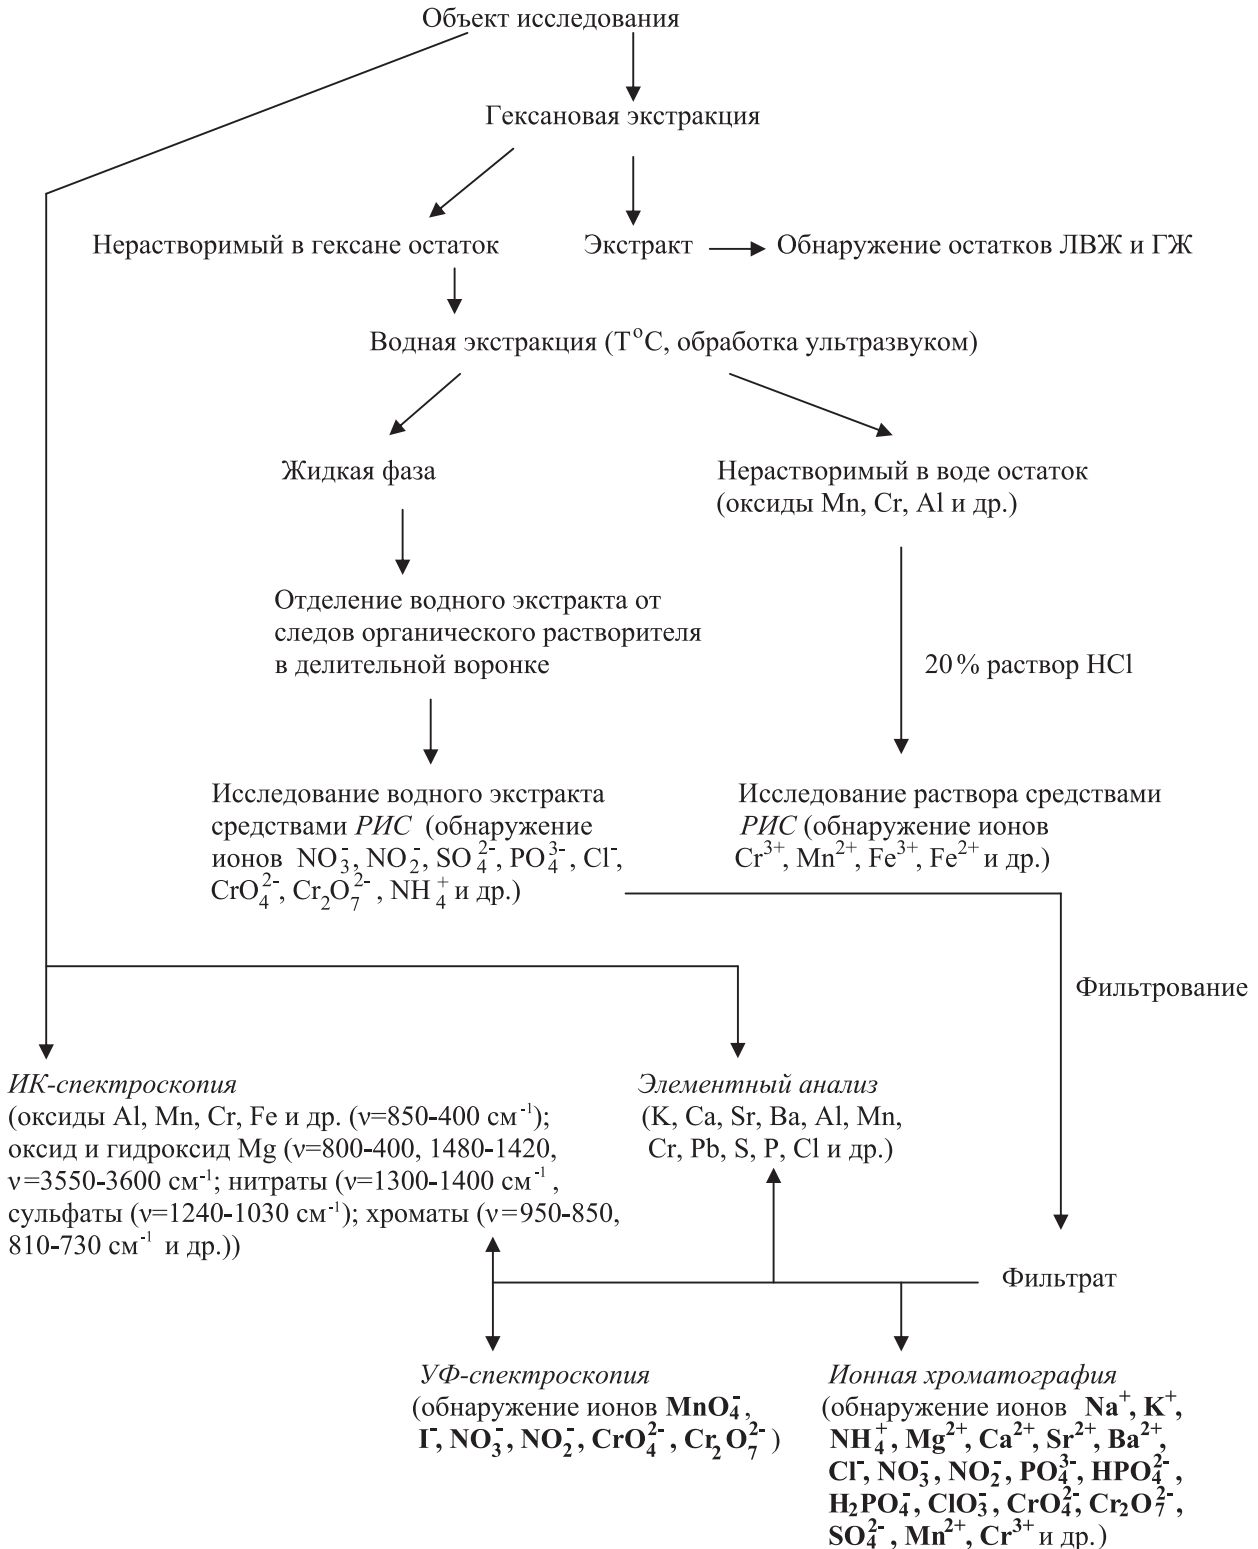 Объект исследования
Гексановая экстракция
Нерастворимый в гексане остаток
Экстракт
Обнаружение остатков ЛВЖ и ГЖ
Водная экстракция (T°C, обработка ультразвуком)
Жидкая фаза
Нерастворимый в воде остаток
(оксиды Mn, Cr, Al и др.)
Отделение водного экстракта от
следов органического растворителя
в делительной воронке
20% раствор HCl
Исследование водного экстракта
средствами РИС (обнаружение
ионов NO₃⁻, NO₂⁻, SO₄²⁻, PO₄³⁻, Cl⁻,
CrO₄²⁻, Cr₂O₇²⁻, NH₄⁺ и др.)
Исследование раствора средствами
РИС (обнаружение ионов
Cr³⁺, Mn²⁺, Fe³⁺, Fe²⁺ и др.)
Фильтрование
ИК-спектроскопия
(оксиды Al, Mn, Cr, Fe и др. (ν=850-400 см⁻¹);
оксид и гидроксид Mg (ν=800-400, 1480-1420,
ν=3550-3600 см⁻¹; нитраты (ν=1300-1400 см⁻¹ ,
сульфаты (ν=1240-1030 см⁻¹); хроматы (ν=950-850,
810-730 см⁻¹ и др.))
Элементный анализ
(K, Ca, Sr, Ba, Al, Mn,
Cr, Pb, S, P, Cl и др.)
Фильтрат
УФ-спектроскопия
(обнаружение ионов MnO₄⁻,
I⁻, NO₃⁻, NO₂⁻, CrO₄²⁻, Cr₂O₇²⁻)
Ионная хроматография
(обнаружение ионов Na⁺, K⁺,
NH₄⁺, Mg²⁺, Ca²⁺, Sr²⁺, Ba²⁺,
Cl⁻, NO₃⁻, NO₂⁻, PO₄³⁻, HPO₄²⁻,
H₂PO₄⁻, ClO₃⁻, CrO₄²⁻, Cr₂O₇²⁻,
SO₄²⁻, Mn²⁺, Cr³⁺ и др.)